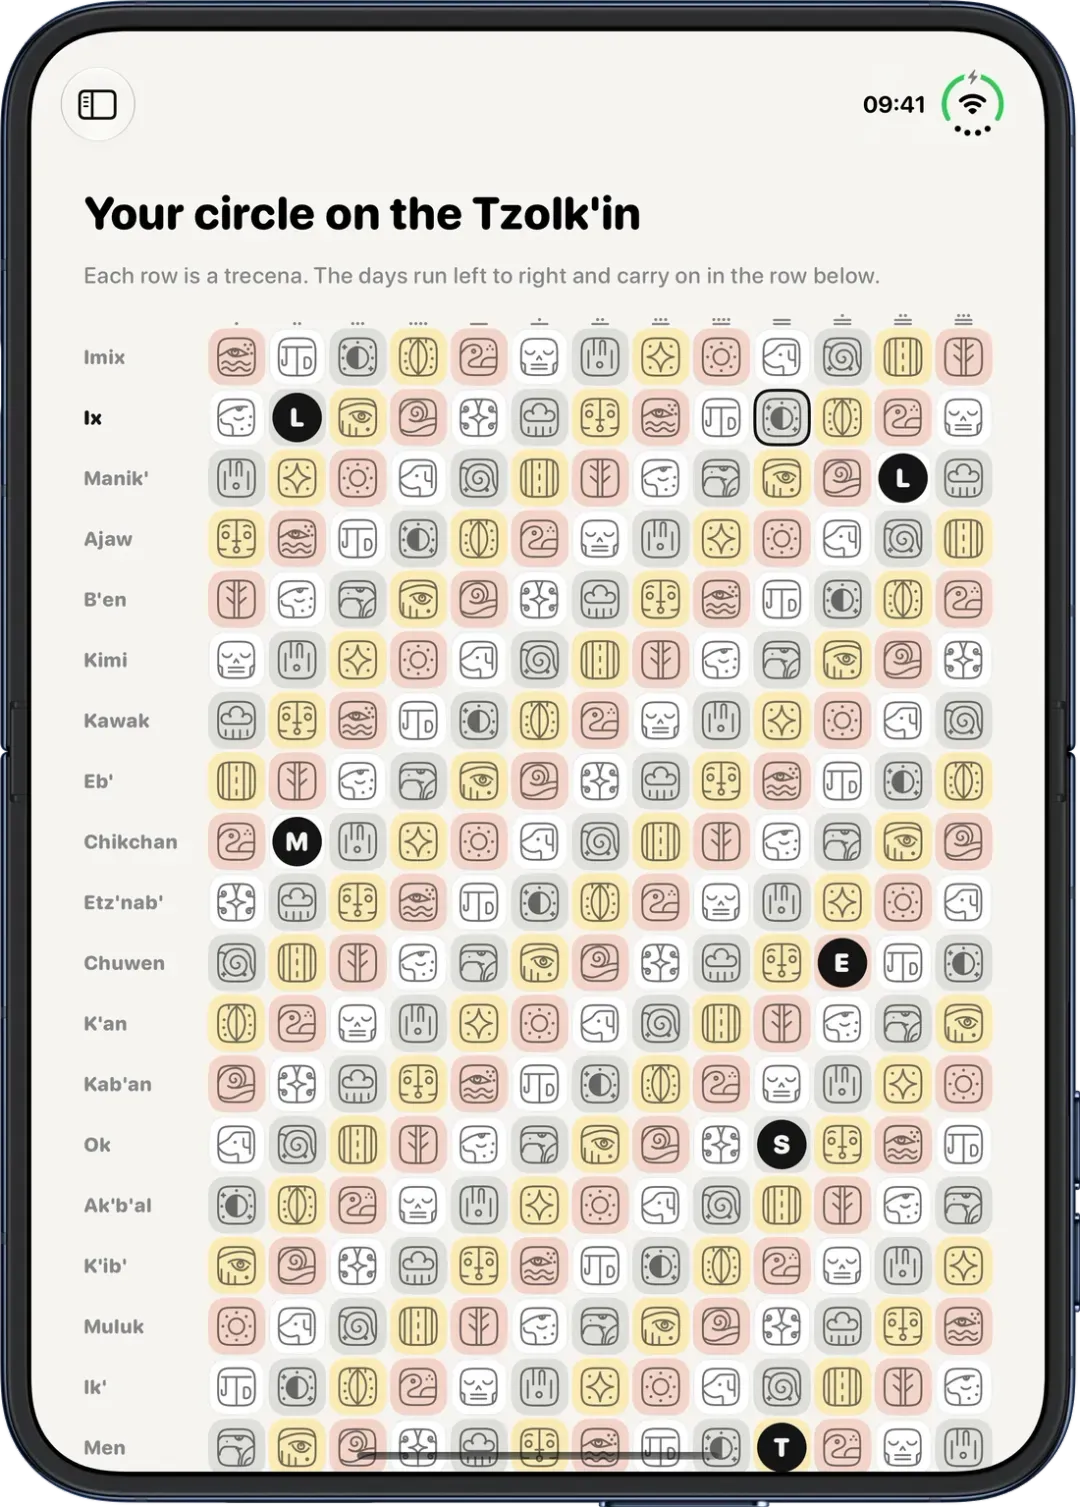 09:41
Your circle on the Tzolk'in
Each row is a trecena. The days run left to right and carry on in the row below.
Imix
Ix L
Manik' L
Ajaw
B'en
Kimi
Kawak
Eb'
Chikchan M
Etz'nab'
Chuwen E
K'an
Kab'an
Ok S
Ak'b'al
K'ib'
Muluk
Ik'
Men T